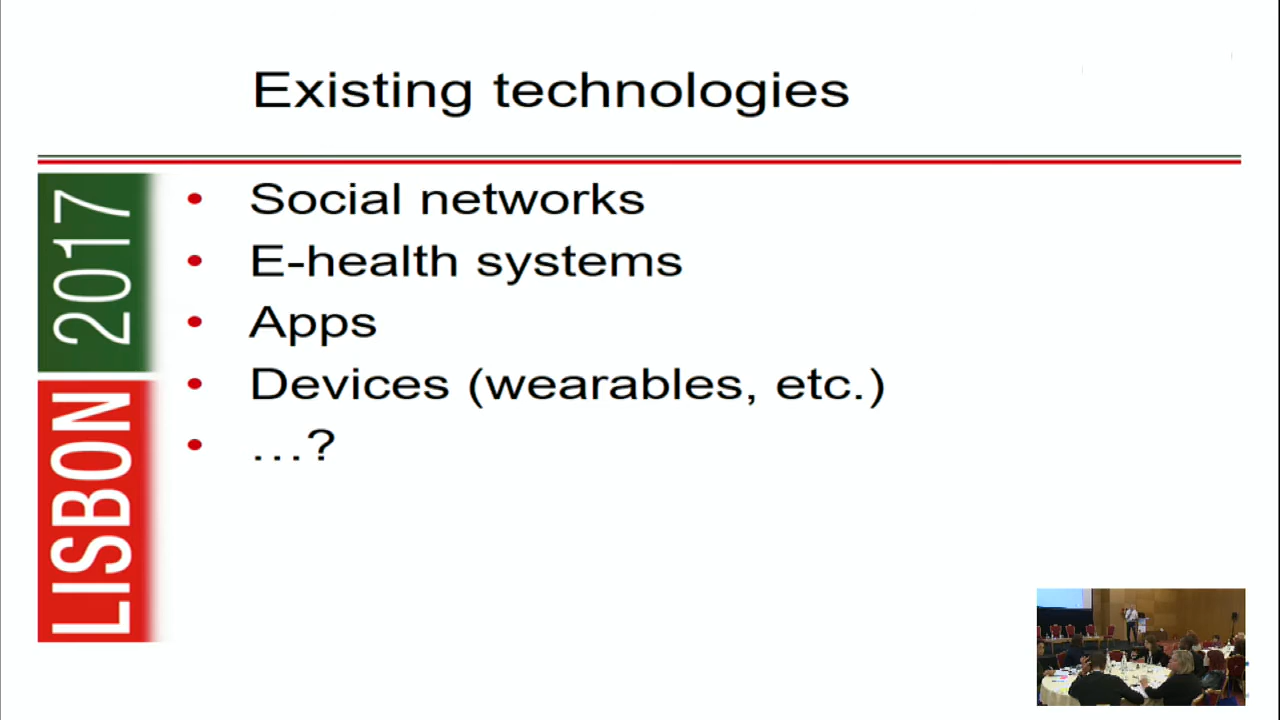 Existing technologies
LISBON 2017
• Social networks
• E-health systems
• Apps
• Devices (wearables, etc.)
• …?